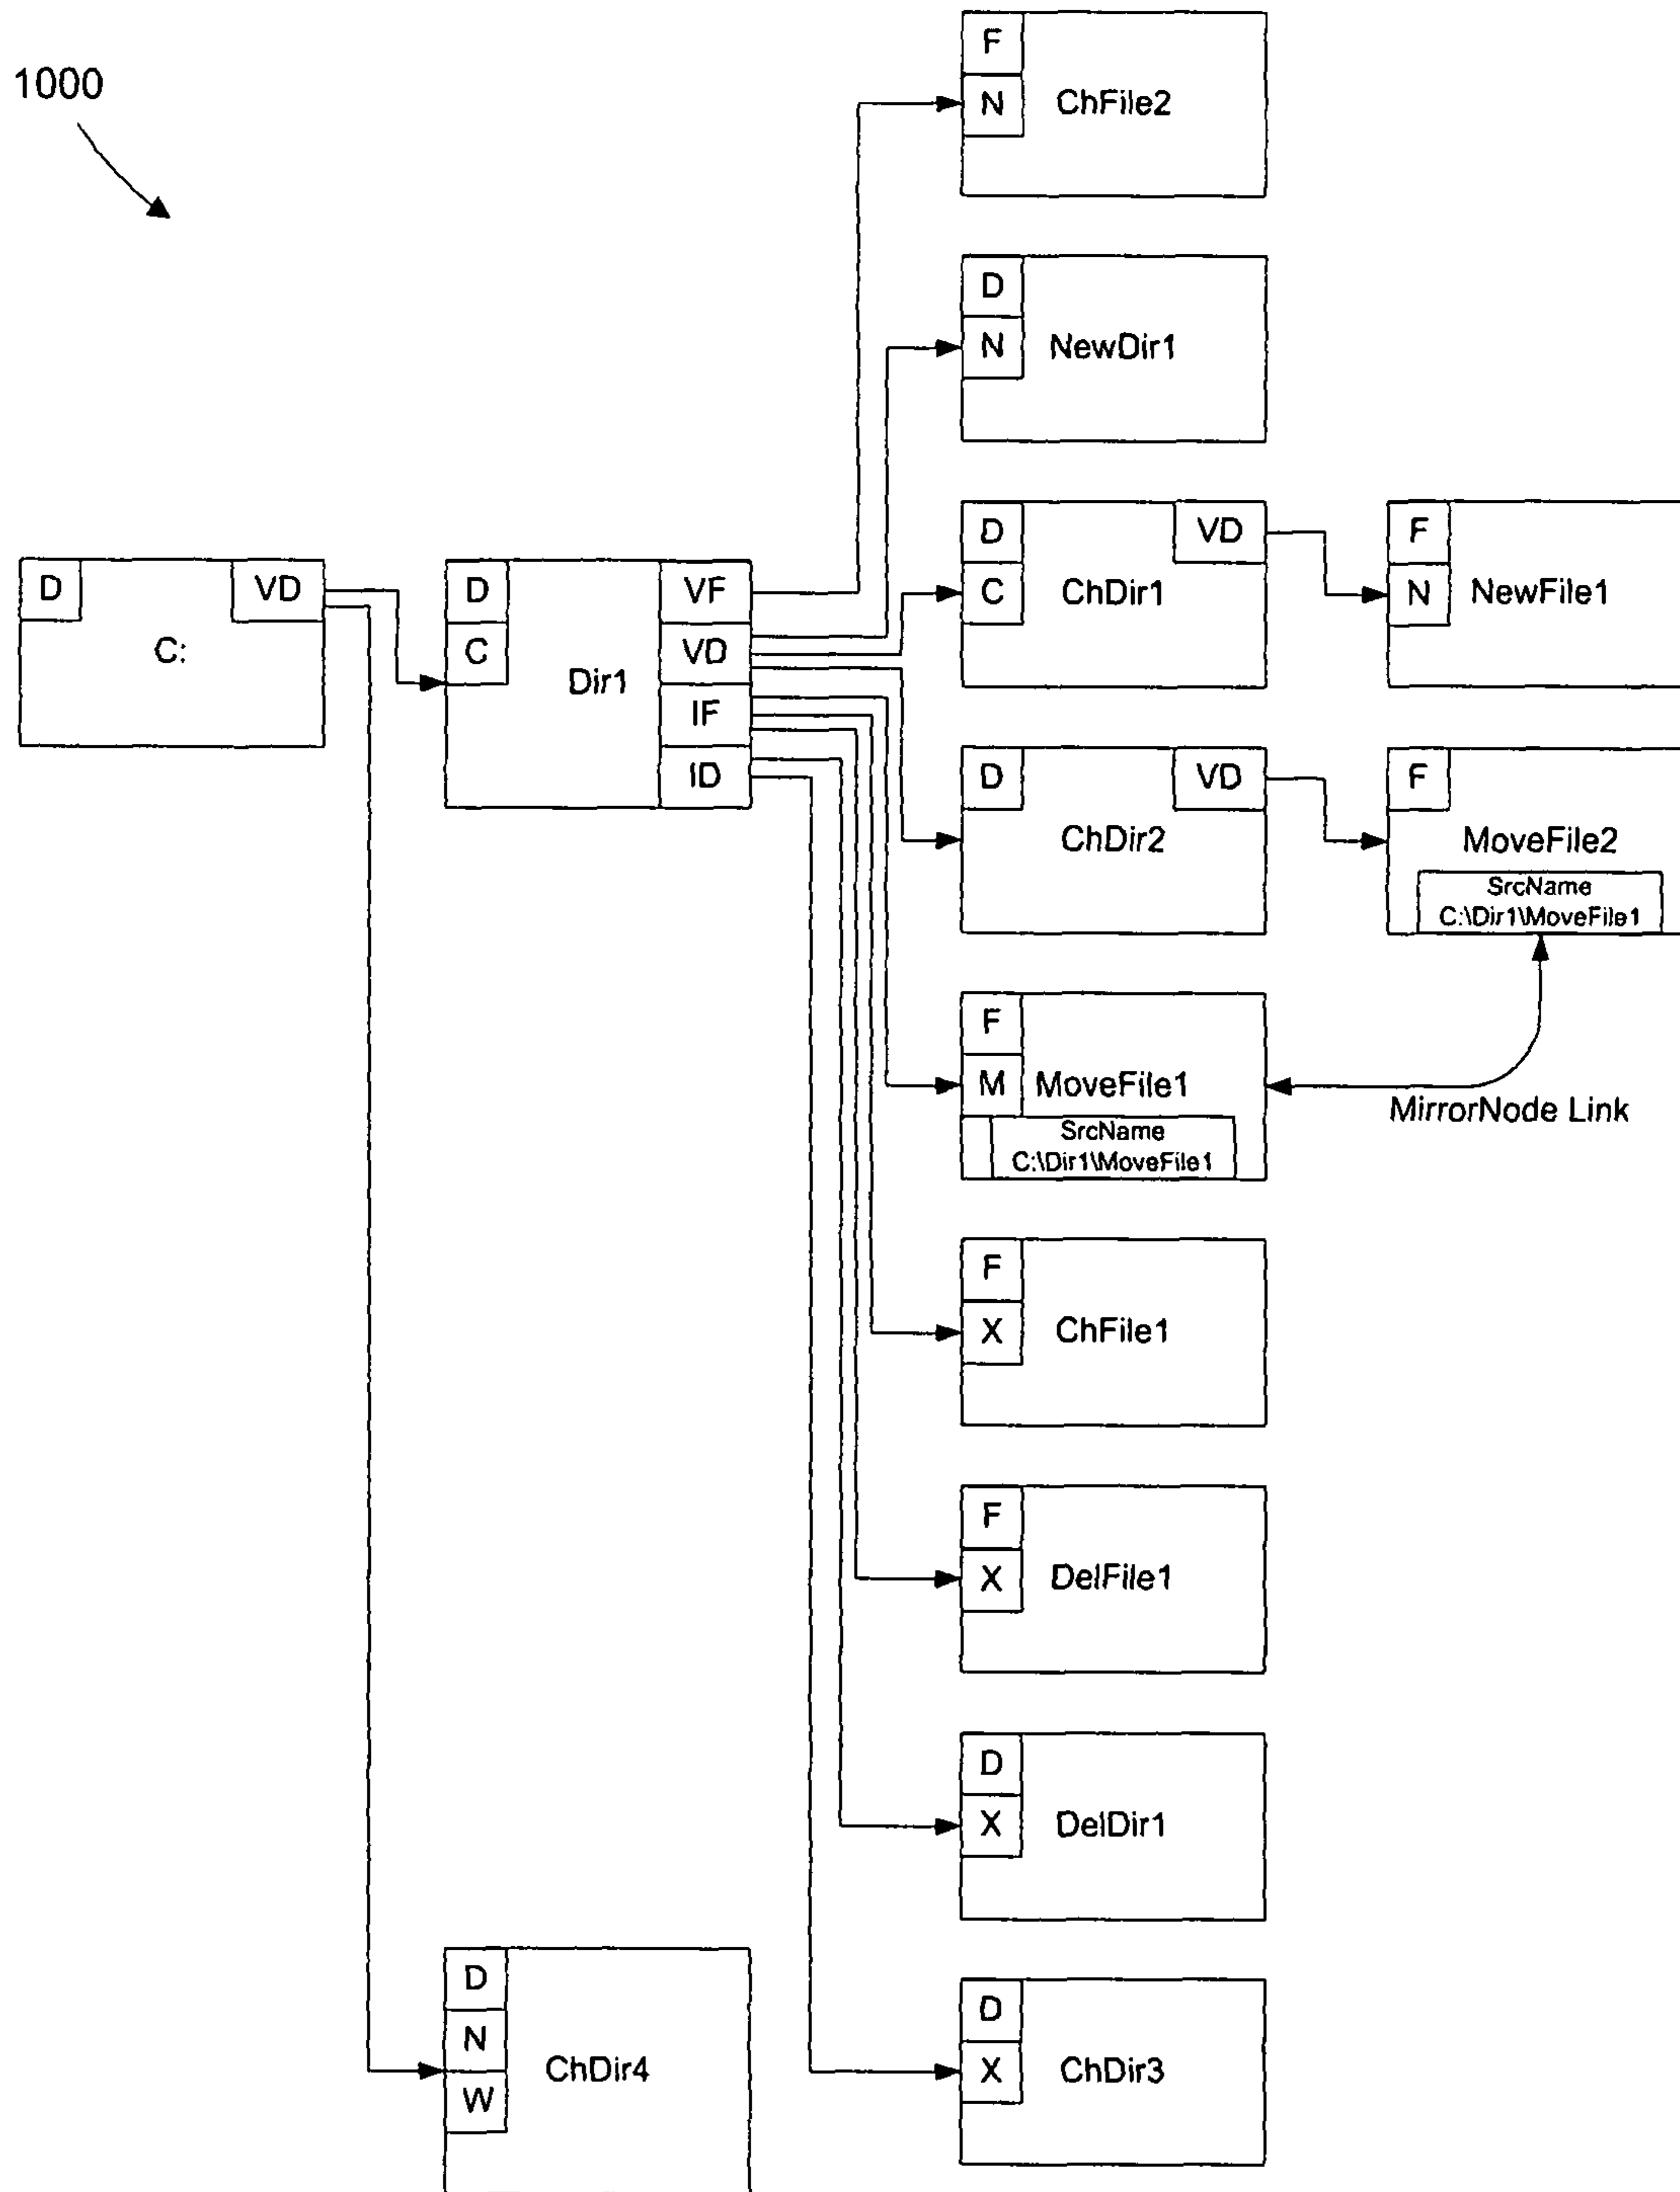 1000
F
N
ChFile2
D
N
NewDir1
D
VD
C
ChDir1
F
N
NewFile1
D
VD
C:
D
VF
C
VD
Dir1
IF
ID
D
VD
ChDir2
F
MoveFile2
SrcName
C:\Dir1\MoveFile1
F
M
MoveFile1
SrcName
C:\Dir1\MoveFile1
MirrorNode Link
F
X
ChFile1
F
X
DelFile1
D
X
DelDir1
D
N
W
ChDir4
D
X
ChDir3